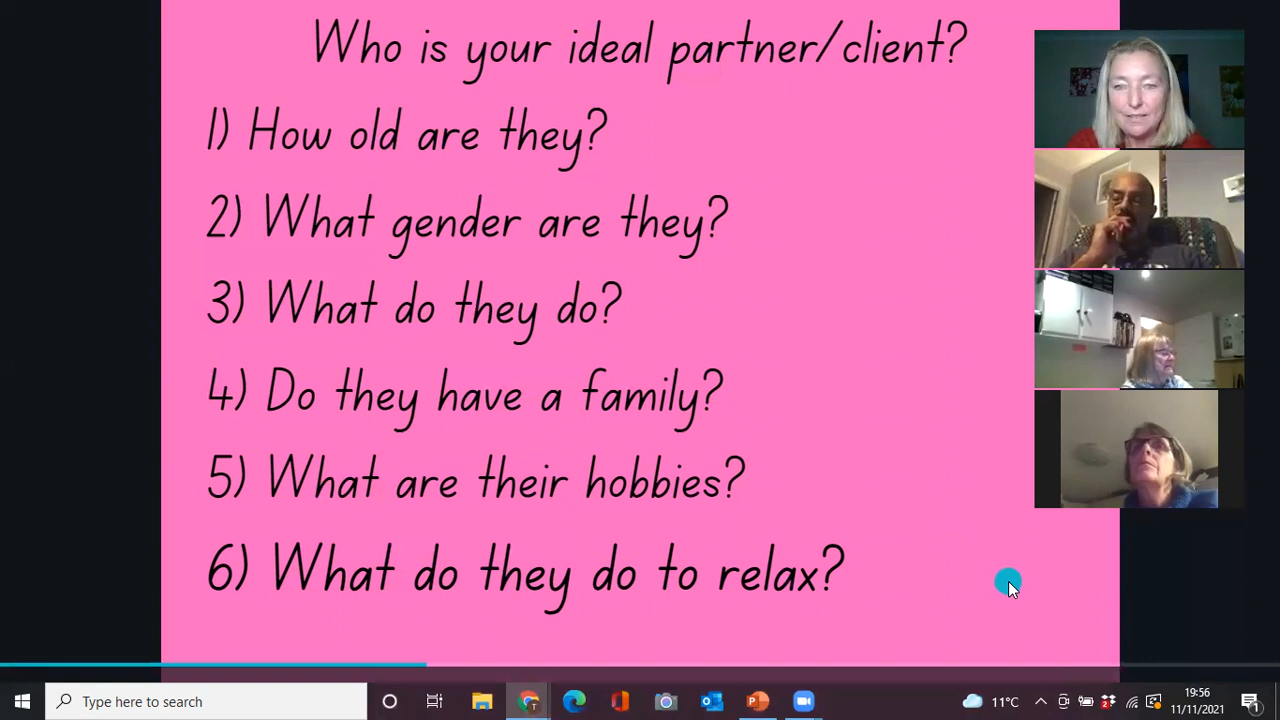 Who is your ideal partner/client?
1) How old are they?
2) What gender are they?
3) What do they do?
4) Do they have a family?
5) What are their hobbies?
6) What do they do to relax?
Type here to search
11°C
19:56
11/11/2021